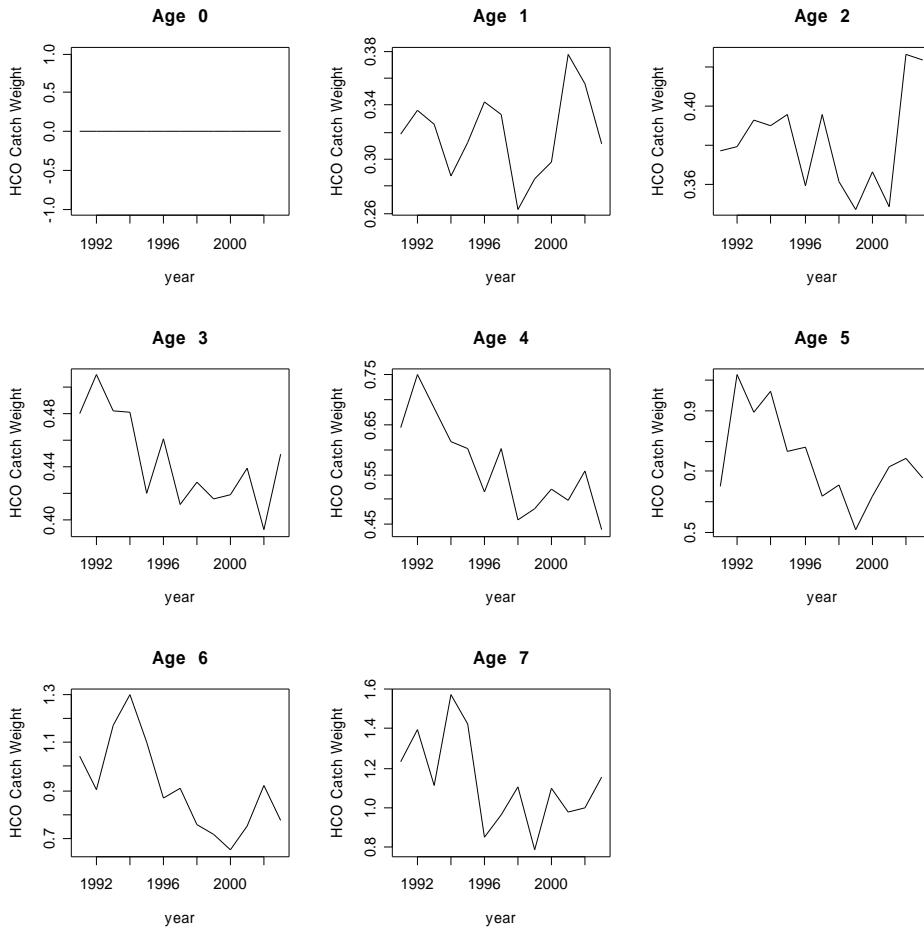 Age 0
HCO Catch Weight
1.0
0.5
0.0
-0.5
-1.0
1992 1996 2000
year
Age 1
HCO Catch Weight
0.38
0.34
0.30
0.26
1992 1996 2000
year
Age 2
HCO Catch Weight
0.40
0.36
1992 1996 2000
year
Age 3
HCO Catch Weight
0.48
0.44
0.40
1992 1996 2000
year
Age 4
HCO Catch Weight
0.75
0.65
0.55
0.45
1992 1996 2000
year
Age 5
HCO Catch Weight
0.9
0.7
0.5
1992 1996 2000
year
Age 6
HCO Catch Weight
1.3
1.1
0.9
0.7
1992 1996 2000
year
Age 7
HCO Catch Weight
1.6
1.4
1.2
1.0
0.8
1992 1996 2000
year